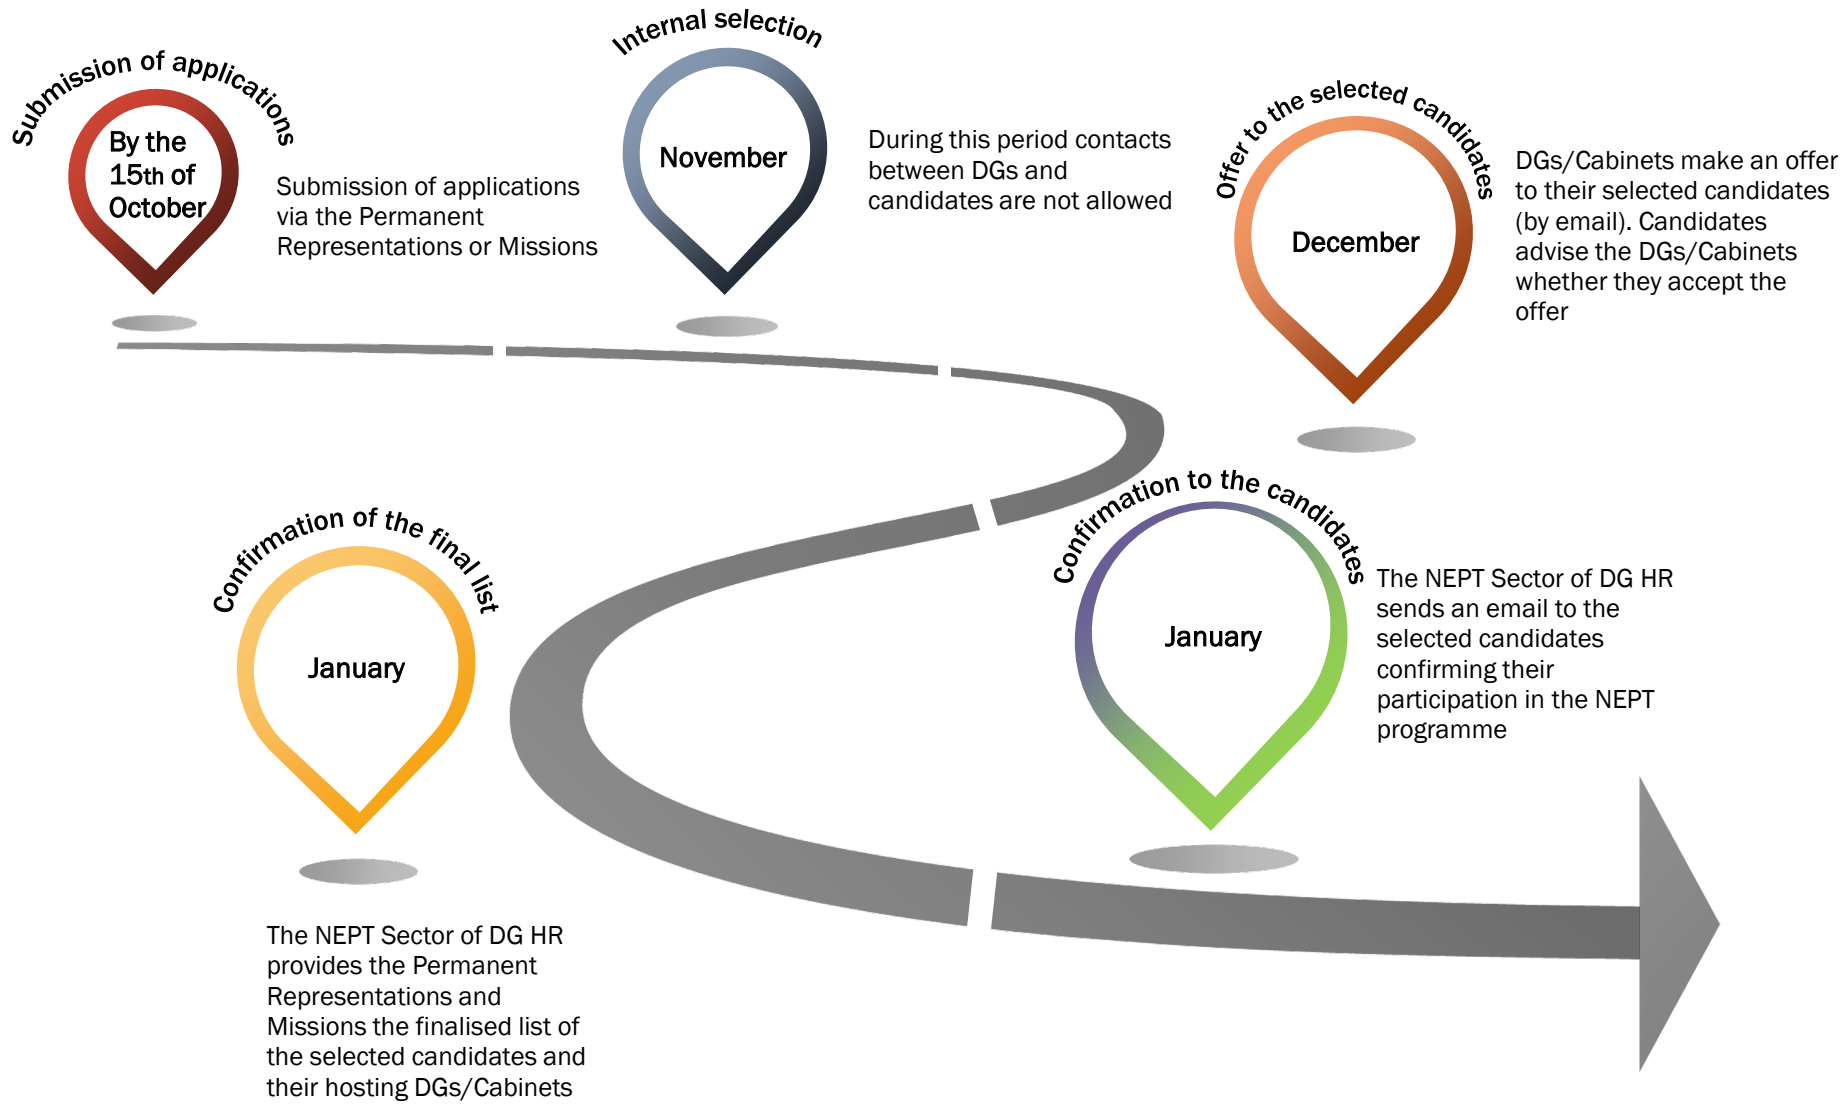 Submission of applications
By the
15th of
October
Submission of applications
via the Permanent
Representations or Missions
Internal selection
November
During this period contacts
between DGs and
candidates are not allowed
Offer to the selected candidates
December
DGs/Cabinets make an offer
to their selected candidates
(by email). Candidates
advise the DGs/Cabinets
whether they accept the
offer
Confirmation of the final list
January
The NEPT Sector of DG HR
provides the Permanent
Representations and
Missions the finalised list of
the selected candidates and
their hosting DGs/Cabinets
Confirmation to the candidates
January
The NEPT Sector of DG HR
sends an email to the
selected candidates
confirming their
participation in the NEPT
programme